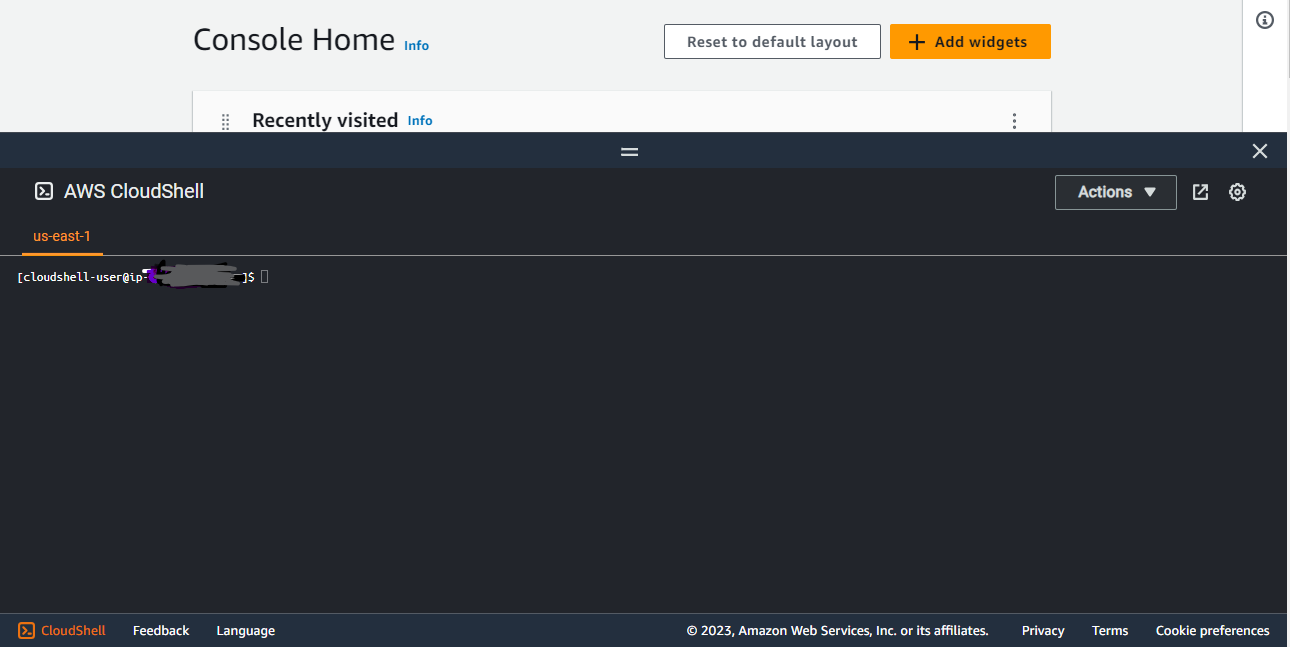 Console Home Info
Reset to default layout
+ Add widgets
Recently visited Info
AWS CloudShell
Actions
us-east-1
[cloudshell-user@ip- ]$
CloudShell Feedback Language © 2023, Amazon Web Services, Inc. or its affiliates. Privacy Terms Cookie preferences